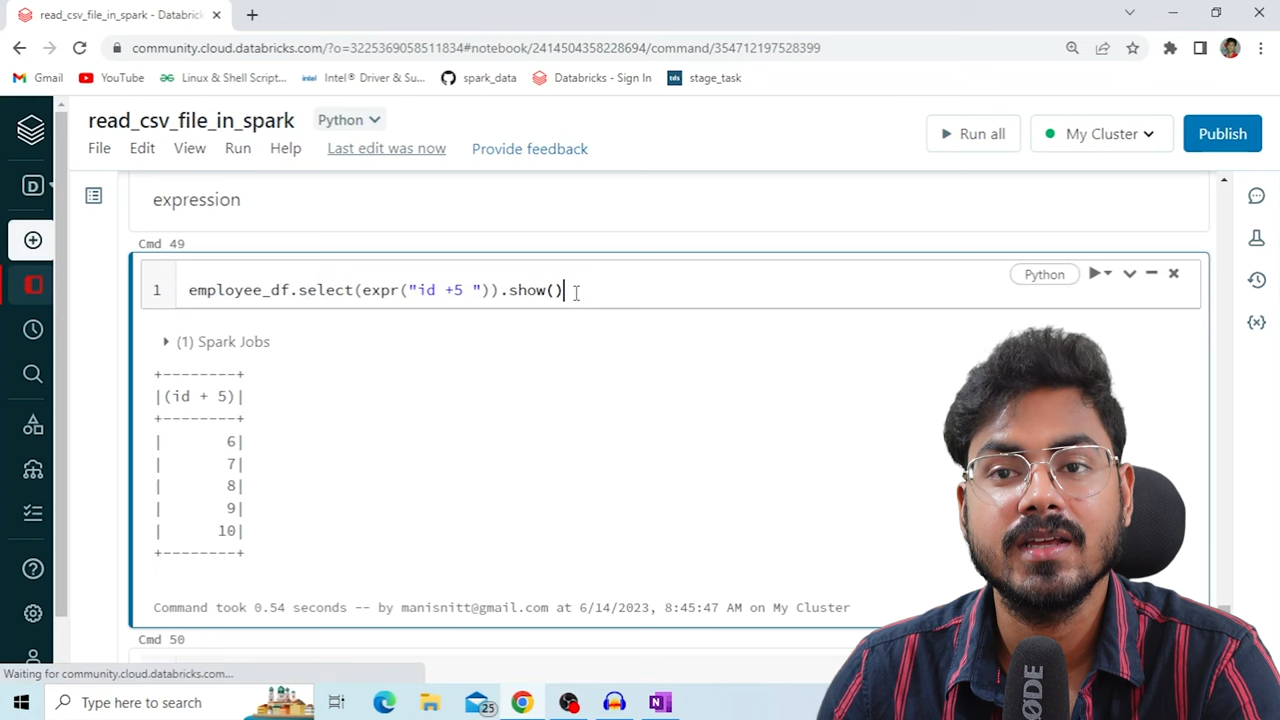 read_csv_file_in_spark - Databric
community.cloud.databricks.com/?o=3225369058511834#notebook/2414504358228694/command/354712197528399
Gmail YouTube Linux & Shell Script... Intel® Driver & Su... spark_data Databricks - Sign In tds stage_task
read_csv_file_in_spark Python
Run all My Cluster Publish
File Edit View Run Help Last edit was now Provide feedback
D
expression
Cmd 49
Python
1 employee_df.select(expr("id +5 ")).show()
(1) Spark Jobs
+--------+
|(id + 5)|
+--------+
| 6|
| 7|
| 8|
| 9|
| 10|
+--------+
Command took 0.54 seconds -- by manisnitt@gmail.com at 6/14/2023, 8:45:47 AM on My Cluster
Cmd 50
Waiting for community.cloud.databricks.com...
Type here to search
25